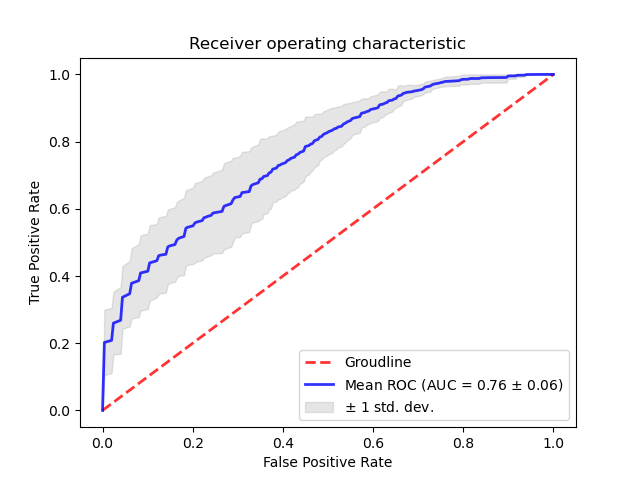 Receiver operating characteristic
True Positive Rate
1.0
0.8
0.6
0.4
0.2
0.0
Groudline
Mean ROC (AUC = 0.76 ± 0.06)
± 1 std. dev.
0.0 0.2 0.4 0.6 0.8 1.0
False Positive Rate